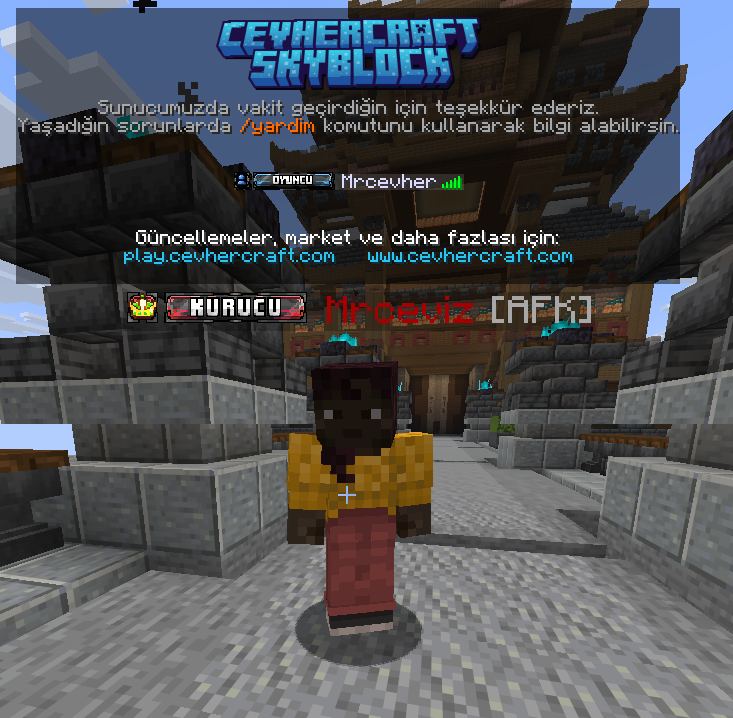 CEVHERCRAFT
SKYBLOCK
Sunucumuzda vakit geçirdiğin için teşekkür ederiz.
Yaşadığın sorunlarda /yardim komutunu kullanarak bilgi alabilirsin.
OYUNCU Mrcevher
Güncellemeler, market ve daha fazlası için:
play.cevhercraft.com www.cevhercraft.com
KURUCU Mrceviz [AFK]